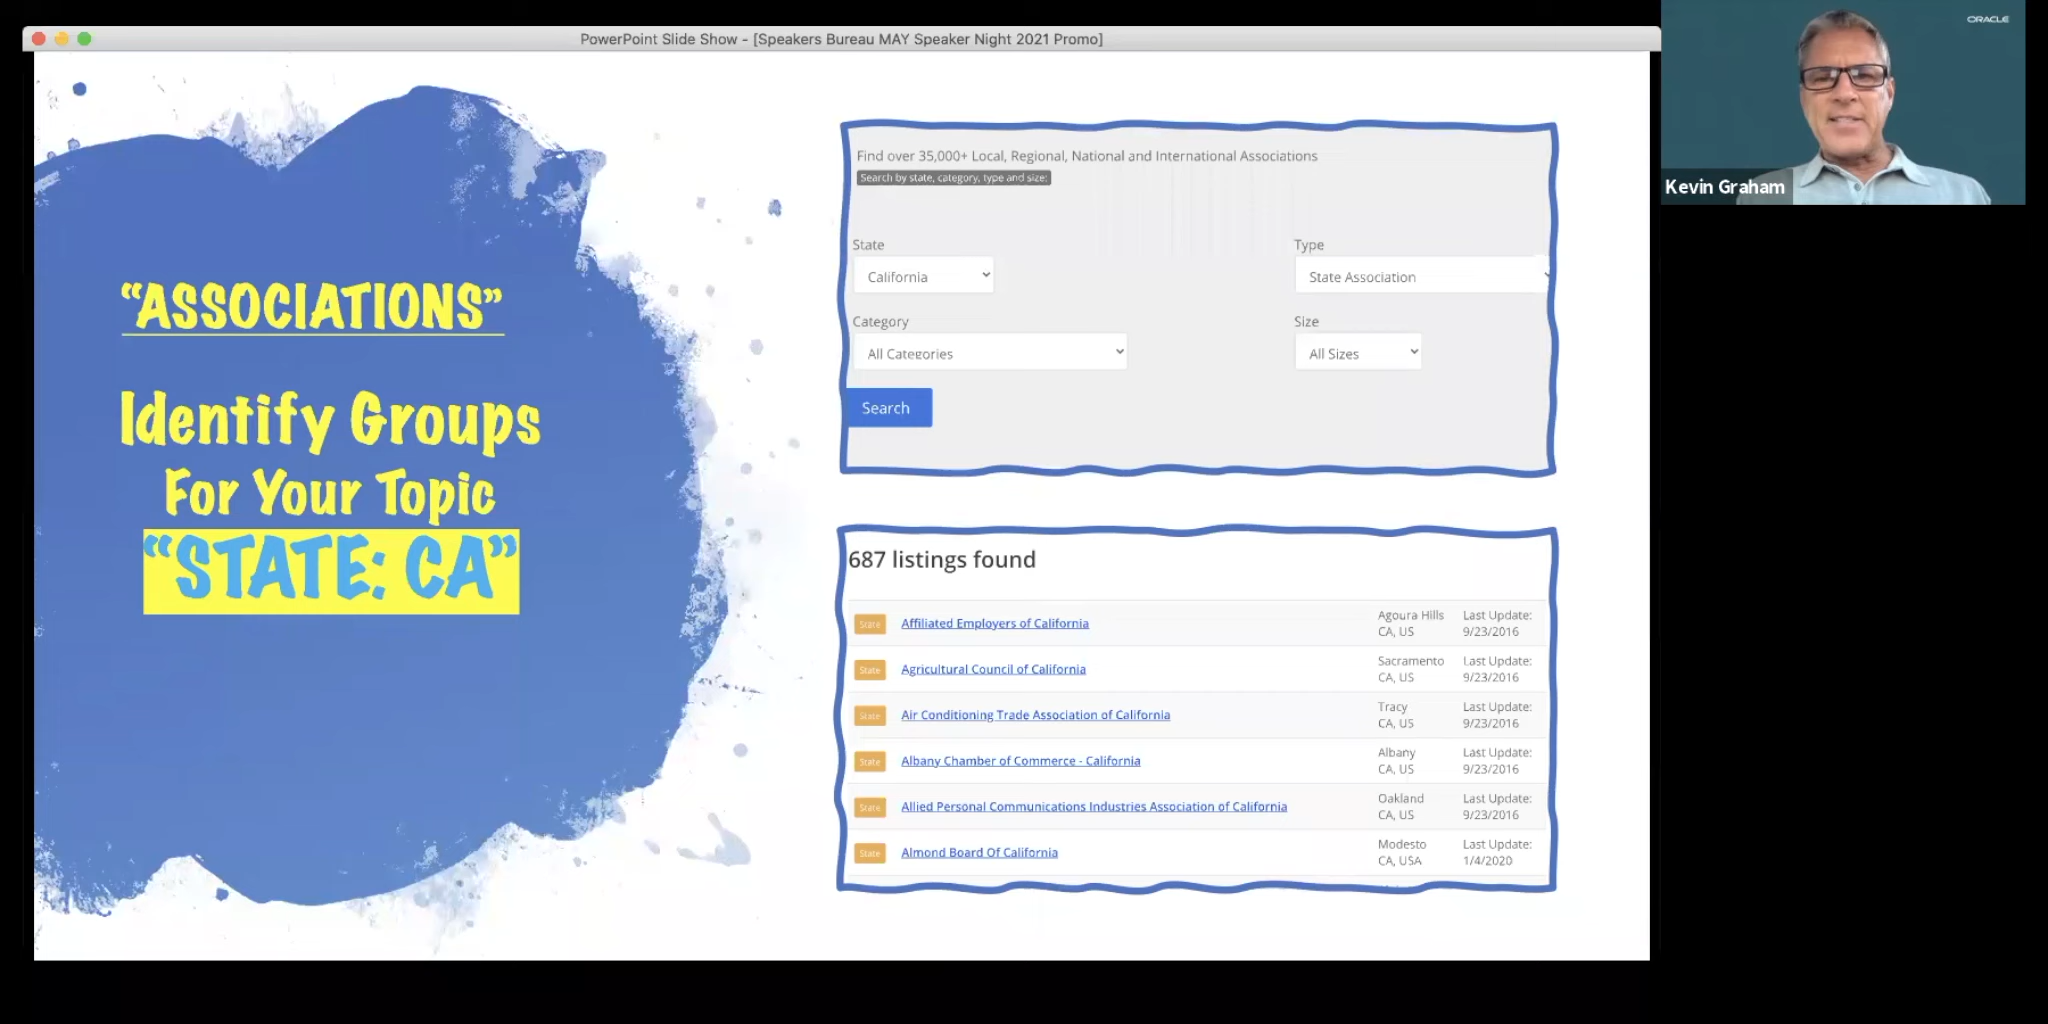 PowerPoint Slide Show - [Speakers Bureau MAY Speaker Night 2021 Promo]
ORACLE
Kevin Graham
“ASSOCIATIONS”
Identify Groups
For Your Topic
“STATE: CA”
Find over 35,000+ Local, Regional, National and International Associations
Search by state, category, type and size:
State
Type
California
State Association
Category
Size
All Categories
All Sizes
Search
687 listings found
State Affiliated Employers of California Agoura Hills CA, US Last Update: 9/23/2016
State Agricultural Council of California Sacramento CA, US Last Update: 9/23/2016
State Air Conditioning Trade Association of California Tracy CA, US Last Update: 9/23/2016
State Albany Chamber of Commerce - California Albany CA, US Last Update: 9/23/2016
State Allied Personal Communications Industries Association of California Oakland CA, US Last Update: 9/23/2016
State Almond Board Of California Modesto CA, USA Last Update: 1/4/2020